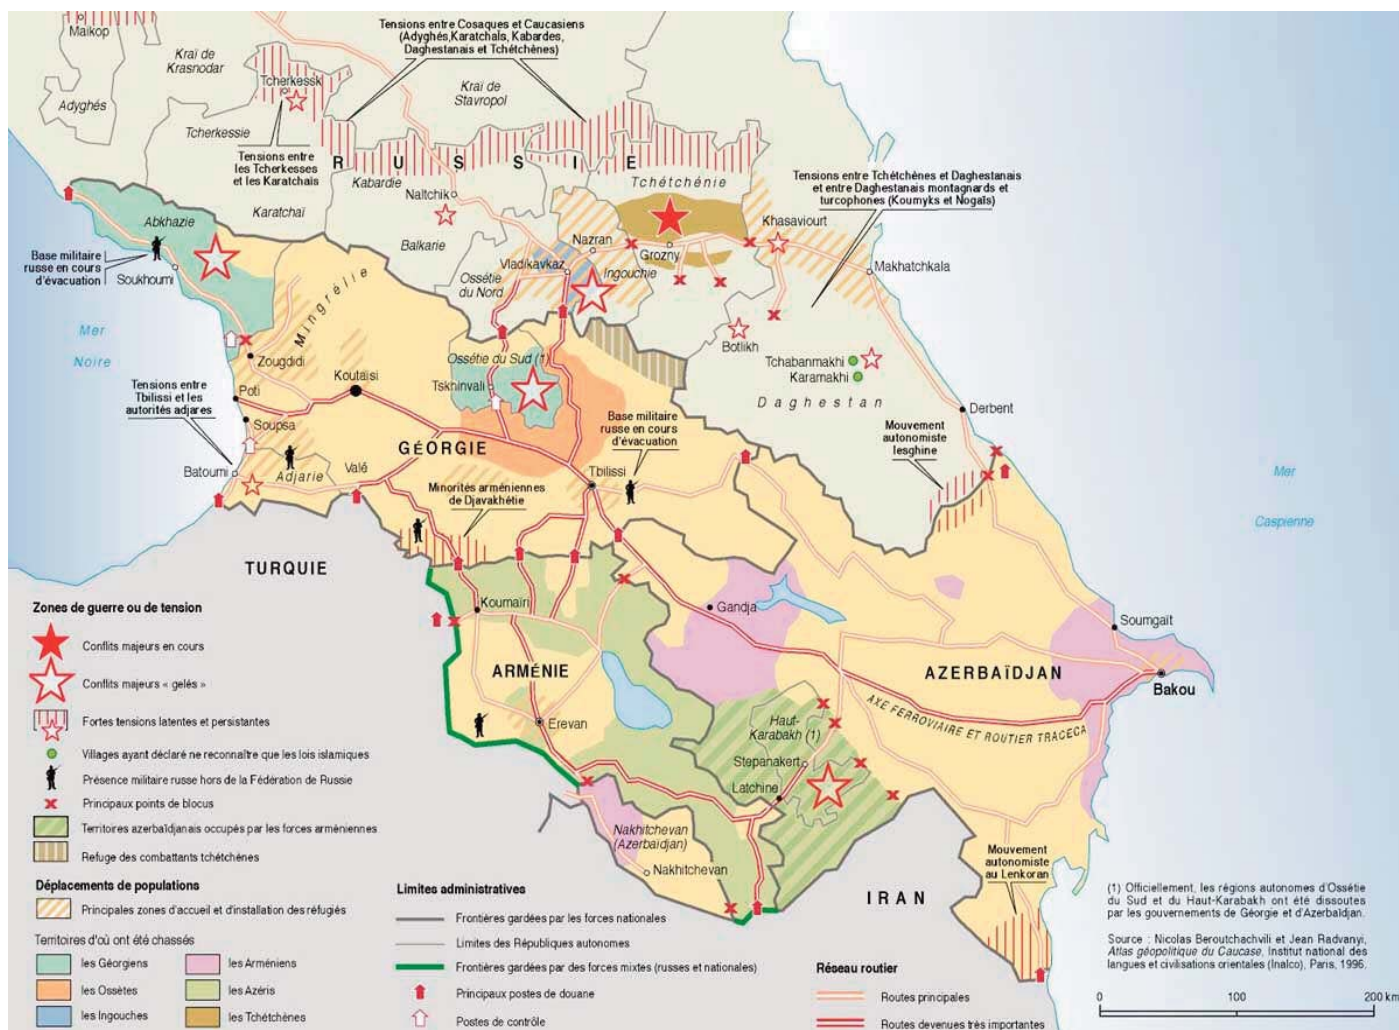 Maïkop
Kraï de
Krasnodar
Adyghés
Tensions entre Cosaques et Caucasiens
(Adyghés,Karatchaïs, Kabardes,
Daghestanais et Tchétchènes)
Tcherkessk
Kraï de
Stavropol
Tcherkessie
Tensions entre
les Tcherkesses
et les Karatchaïs
RUSSIE
Kabardie
Naltchik
Karatchaï
Balkarie
Tchétchénie
Tensions entre Tchétchènes et Daghestanais
et entre Daghestanais montagnards et
turcophones (Koumyks et Nogaïs)
Khasaviourt
Nazran
Grozny
Vladikavkaz
Ingouchie
Makhatchkala
Ossétie
du Nord
Abkhazie
Base militaire
russe en cours
d'évacuation
Soukhoumi
Mer
Noire
Mingrélie
Zougdidi
Koutaïsi
Ossétie du Sud (1)
Tskhinvali
Botlikh
Tchabanmakhi
Karamakhi
Daghestan
Derbent
Tensions entre
Tbilissi et les
autorités adjares
Poti
Soupsa
Batoumi
Adjarie
Valé
GÉORGIE
Base militaire
russe en cours
d'évacuation
Tbilissi
Mouvement
autonomiste
lesghine
Mer
Caspienne
Minorités arméniennes
de Djavakhétie
TURQUIE
Koumaïri
Gandja
Soumgaït
ARMÉNIE
AZERBAÏDJAN
Bakou
Erevan
AXE FERROVIAIRE ET ROUTIER TRACECA
Haut-
Karabakh (1)
Stepanakert
Latchine
Nakhitchevan
(Azerbaïdjan)
Nakhitchevan
IRAN
Mouvement
autonomiste
au Lenkoran
Zones de guerre ou de tension
Conflits majeurs en cours
Conflits majeurs « gelés »
Fortes tensions latentes et persistantes
Villages ayant déclaré ne reconnaître que les lois islamiques
Présence militaire russe hors de la Fédération de Russie
Principaux points de blocus
Territoires azerbaïdjanais occupés par les forces arméniennes
Refuge des combattants tchétchènes
Déplacements de populations
Principales zones d'accueil et d'installation des réfugiés
Territoires d'où ont été chassés
les Géorgiens
les Ossètes
les Ingouches
les Arméniens
les Azéris
les Tchétchènes
Limites administratives
Frontières gardées par les forces nationales
Limites des Républiques autonomes
Frontières gardées par des forces mixtes (russes et nationales)
Principaux postes de douane
Postes de contrôle
Réseau routier
Routes principales
Routes devenues très importantes
(1) Officiellement, les régions autonomes d'Ossétie
du Sud et du Haut-Karabakh ont été dissoutes
par les gouvernements de Géorgie et d'Azerbaïdjan.
Source : Nicolas Beroutchachvili et Jean Radvanyi,
Atlas géopolitique du Caucase, Institut national des
langues et civilisations orientales (Inalco), Paris, 1996.
0 100 200 km